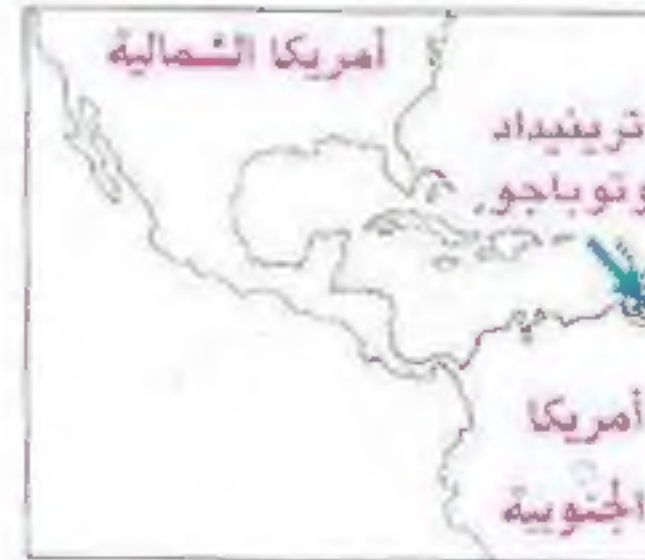 أمريكا الشمالية
ترينيداد
وتوباجو
أمريكا
الجنوبية